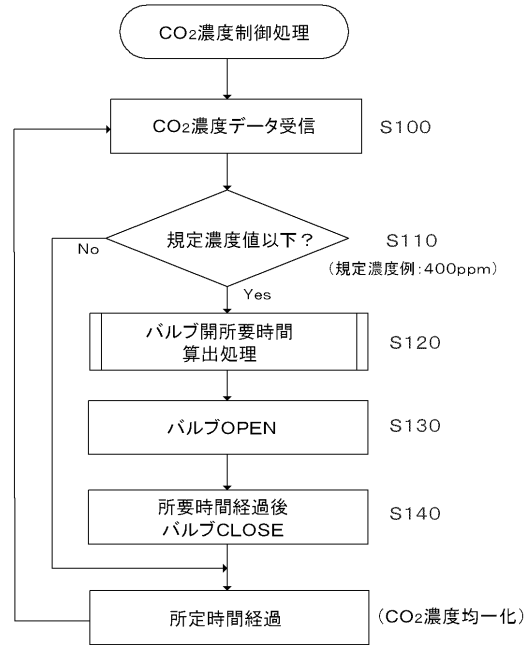 CO2濃度制御処理
CO2濃度データ受信 S100
規定濃度値以下？ S110
No
(規定濃度例：400ppm)
Yes
バルブ開所要時間
算出処理
S120
バルブOPEN S130
所要時間経過後
バルブCLOSE
S140
所定時間経過 (CO2濃度均一化)